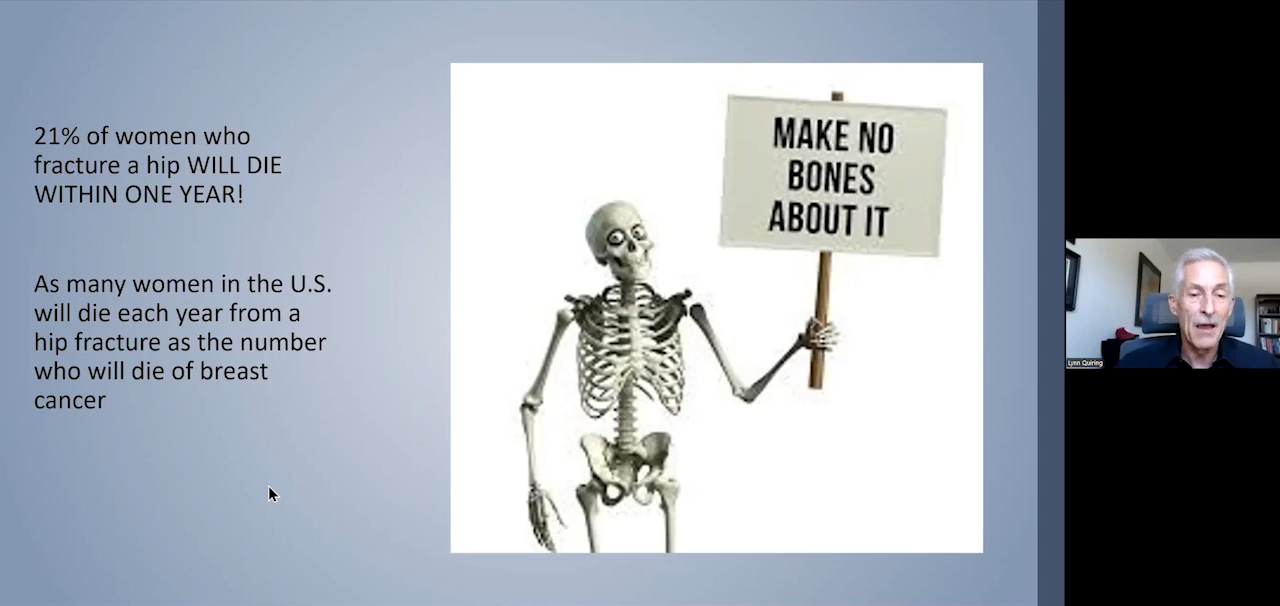 21% of women who
fracture a hip WILL DIE
WITHIN ONE YEAR!
As many women in the U.S.
will die each year from a
hip fracture as the number
who will die of breast
cancer
MAKE NO
BONES
ABOUT IT
Lynn Quiring